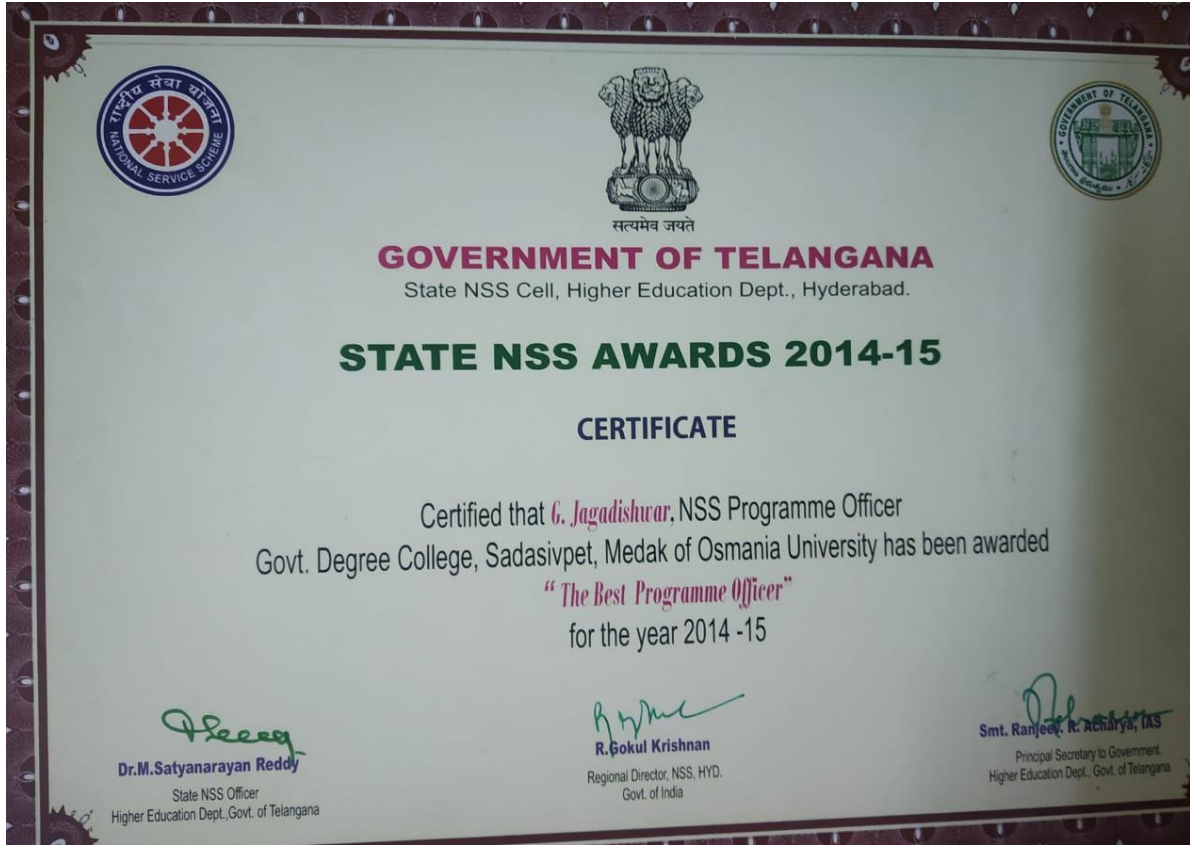 राष्ट्रीय सेवा योजना
NATIONAL SERVICE SCHEME
GOVERNMENT OF TELANGANA
सत्यमेव जयते
GOVERNMENT OF TELANGANA
State NSS Cell, Higher Education Dept., Hyderabad.
STATE NSS AWARDS 2014-15
CERTIFICATE
Certified that G. Jagadishwar, NSS Programme Officer
Govt. Degree College, Sadasivpet, Medak of Osmania University has been awarded
“ The Best Programme Officer”
for the year 2014 -15
Dr.M.Satyanarayan Reddy
State NSS Officer
Higher Education Dept.,Govt. of Telangana
R.Gokul Krishnan
Regional Director, NSS, HYD.
Govt. of India
Smt. Ranjeev. R. Acharya, IAS
Principal Secretary to Government.
Higher Education Dept., Govt. of Telangana